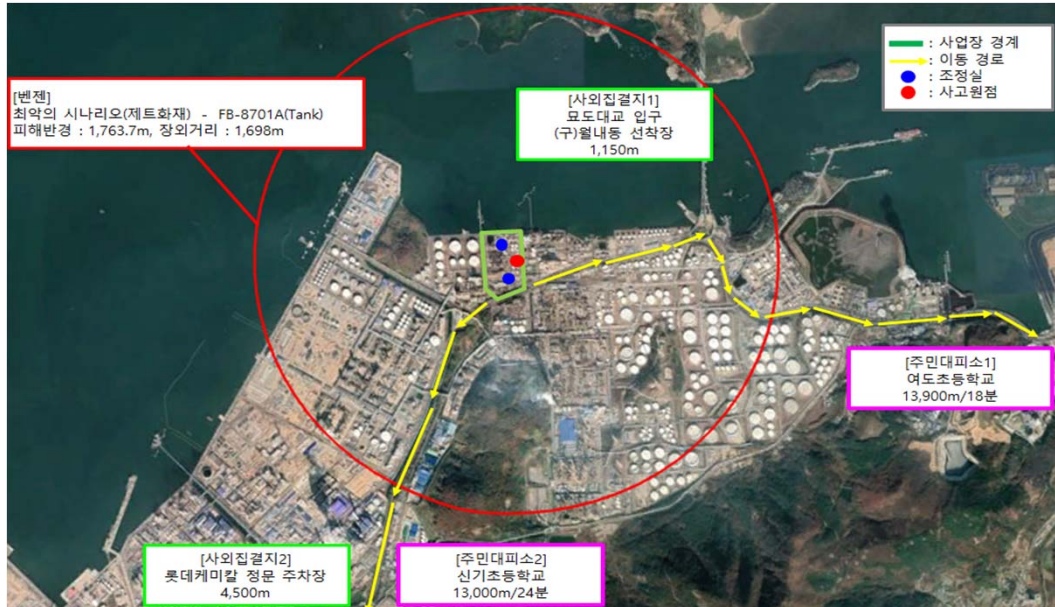 [벤젠]
최악의 시나리오(제트화재) - FB-8701A(Tank)
피해반경 : 1,763.7m, 장외거리 : 1,698m
[사외집결지1]
묘도대교 입구
(구)월내동 선착장
1,150m
: 사업장 경계
: 이동 경로
: 조정실
: 사고원점
[주민대피소1]
여도초등학교
13,900m/18분
[사외집결지2]
롯데케미칼 정문 주차장
4,500m
[주민대피소2]
신기초등학교
13,000m/24분